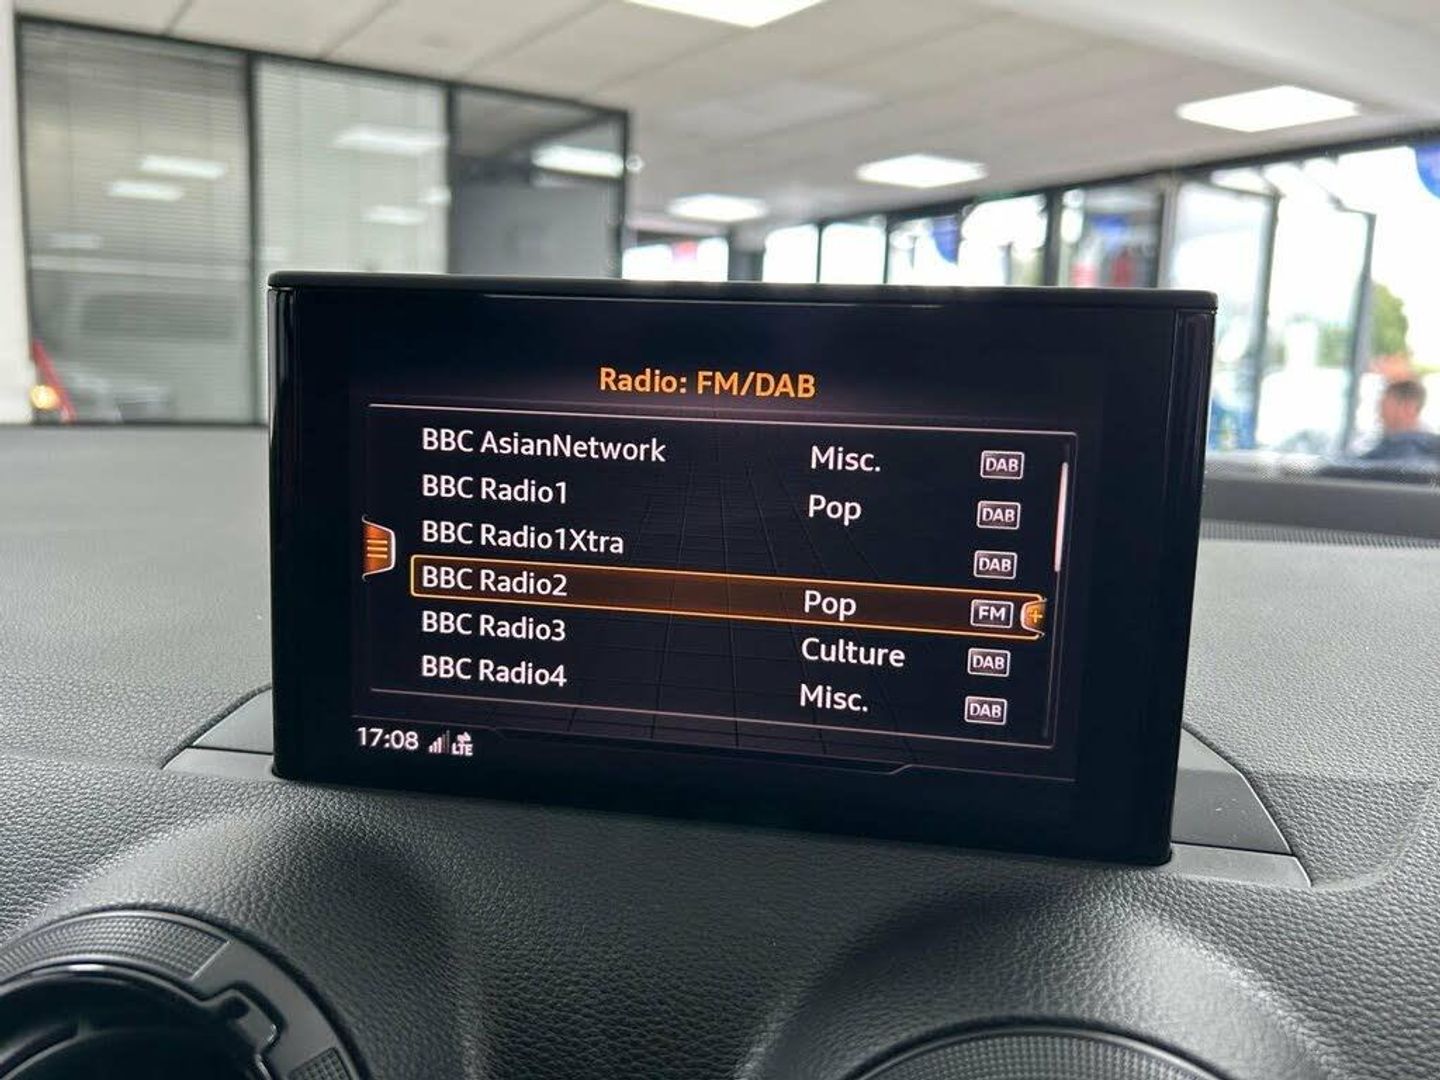 Radio: FM/DAB
BBC AsianNetwork Misc. DAB
BBC Radio1 Pop DAB
BBC Radio1Xtra DAB
BBC Radio2 Pop FM +
BBC Radio3 Culture DAB
BBC Radio4 Misc. DAB
17:08 LTE